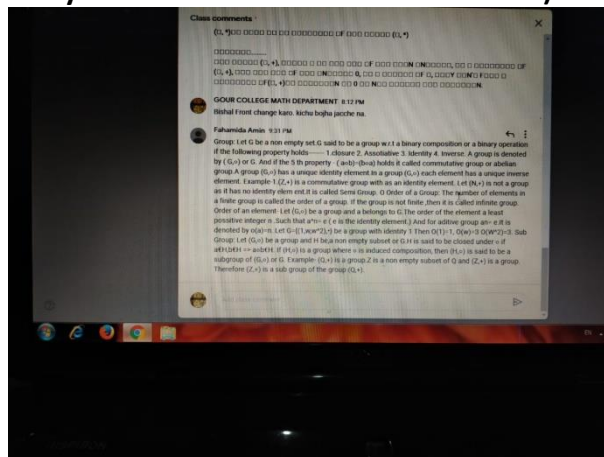 Class comments
GOUR COLLEGE MATH DEPARTMENT 8:12 PM
Bishal Front change karo. kichu bojha jacche na.
Fahamida Amin 9:31 PM
Group: Let G be a non empty set.G said to be a group w.r.t a binary composition or a binary operation
if the following property holds------- 1.closure 2. Assotiative 3. Identity 4. Inverse. A group is denoted
by ( G,∘) or G. And if the 5 th property - (a∘b)=(b∘a) holds it called commutative group or abelian
group.A group (G,∘) has a unique identity element.In a group (G,∘) each element has a unique inverse
element. Example 1.(Z,+) is a commutative group with as an identity element. Let (N,+) is not a group
as it has no identity elem ent.It is called Semi Group. O Order of a Group: The number of elements in
a finite group is called the order of a group. If the group is not finite ,then it is called infinite group.
Order of an element: Let (G,∘) be a group and a belongs to G.The order of the element a least
possitive integer n .Such that a^n= e ( e is the identity element.) And for aditive group an= e.It is
denoted by o(a)=n. Let G={(1,w,w^2),•) be a group with identity 1.Then O(1)=1, O(w)=3 O(W^2)=3. Sub
Group: Let (G,∘) be a group and H be,a non empty subset or G.H is said to be closed under ∘ if
a€H,b€H => a∘b€H. If (H,∘) is a group where ∘ is induced composition, then (H,∘) is said to be a
subgroup of (G,∘) or G. Example- (Q,+) is a group.Z is a non empty subset of Q and (Z,+) is a group.
Therefore (Z,+) is a sub group of the group (Q,+).
Add class comment
EN